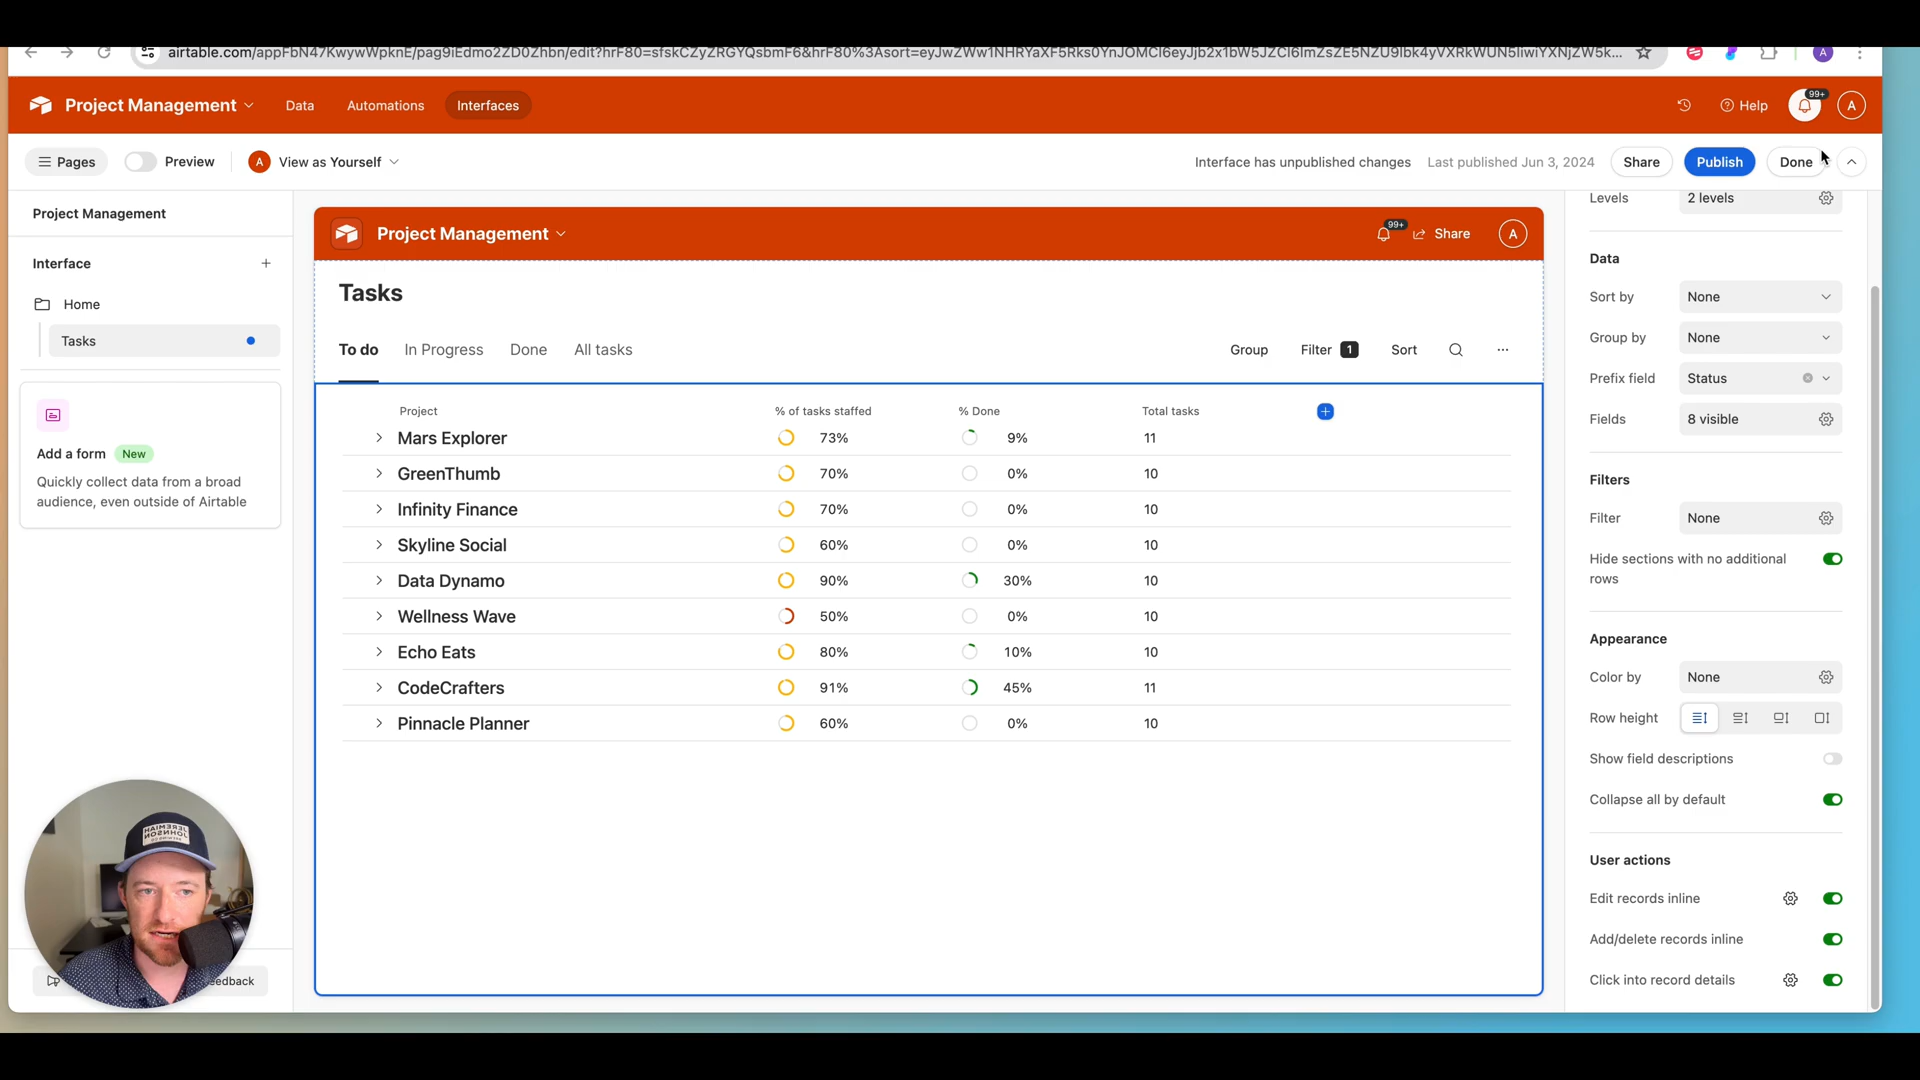 airtable.com/appFbN47KwywWpknE/pag9iEdmo2ZD0Zhbn/edit?hrF80=sfskCZyZRGYQsbmF6&hrF80%3Asort=eyJwZWw1NHRYaXF5Rks0YnJOMCI6eyJjb2x1bW5JZCI6ImZsZE5NZU9Ibk4yVXRkWUN5IiwiYXNjZW5k...
A
Project Management
Data
Automations
Interfaces
Help
99+
A
Pages
Preview
A
View as Yourself
Interface has unpublished changes
Last published Jun 3, 2024
Share
Publish
Done
Project Management
Interface
Home
Tasks
Add a form
New
Quickly collect data from a broad
audience, even outside of Airtable
Project Management
99+
Share
A
Tasks
To do
In Progress
Done
All tasks
Group
Filter 1
Sort
Project
% of tasks staffed
% Done
Total tasks
Mars Explorer 73% 9% 11
GreenThumb 70% 0% 10
Infinity Finance 70% 0% 10
Skyline Social 60% 0% 10
Data Dynamo 90% 30% 10
Wellness Wave 50% 0% 10
Echo Eats 80% 10% 10
CodeCrafters 91% 45% 11
Pinnacle Planner 60% 0% 10
Levels 2 levels
Data
Sort by None
Group by None
Prefix field Status
Fields 8 visible
Filters
Filter None
Hide sections with no additional
rows
Appearance
Color by None
Row height
Show field descriptions
Collapse all by default
User actions
Edit records inline
Add/delete records inline
Click into record details
JEREMIAH
JOHNSON
eedback